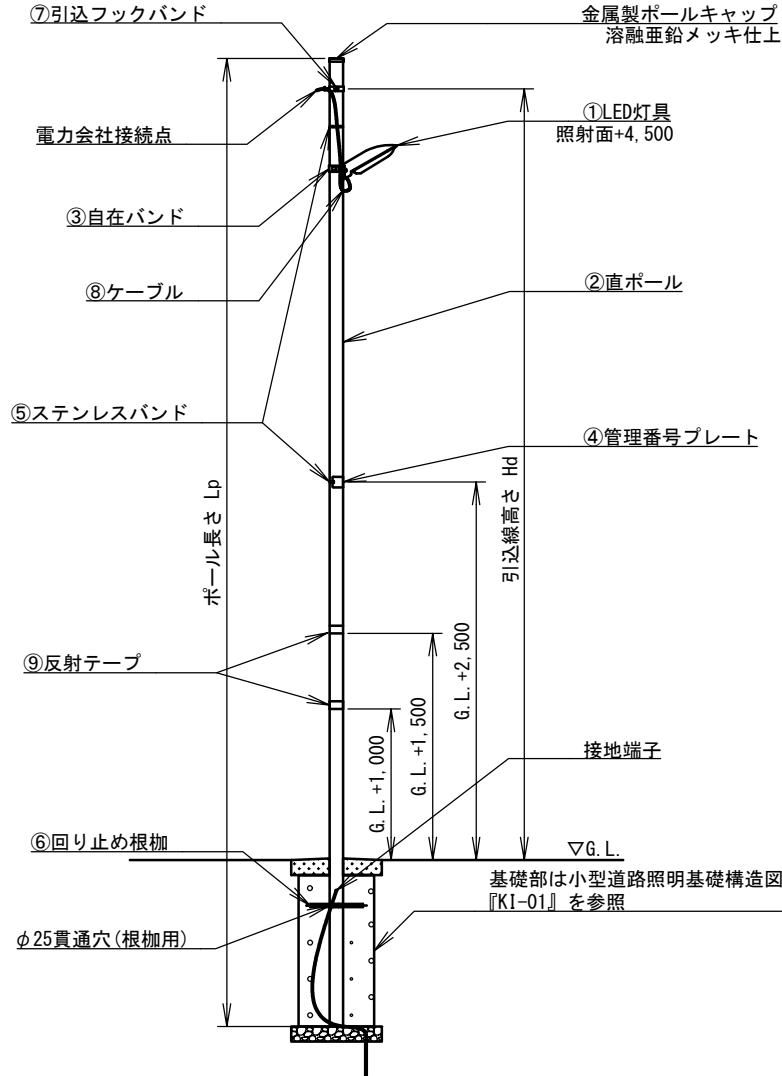 ⑦引込フックバンド
金属製ポールキャップ
溶融亜鉛メッキ仕上
電力会社接続点
①LED灯具
照射面+4,500
③自在バンド
⑧ケーブル
②直ポール
⑤ステンレスバンド
④管理番号プレート
ポール長さ Lp
引込線高さ Hd
⑨反射テープ
G.L.+2,500
G.L.+1,500
G.L.+1,000
接地端子
⑥回り止め根枷
▽G.L.
基礎部は小型道路照明基礎構造図
『KI-01』を参照
φ25貫通穴(根枷用)